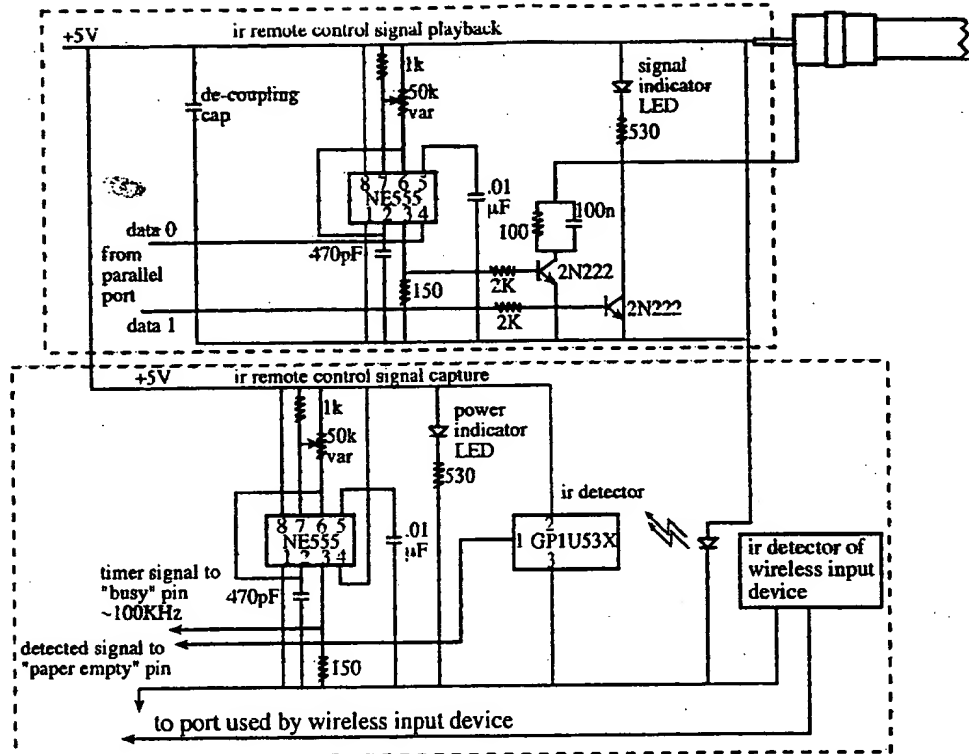 +5V
ir remote control signal playback
1k
50k
var
de-coupling
cap
signal
indicator
LED
530
8 7 6 5
NE555
1 2 3 4
.01
µF
100
100n
data 0
from
parallel
port
data 1
470pF
150
2K
2N222
2K
2N222
+5V
ir remote control signal capture
1k
50k
var
power
indicator
LED
530
ir detector
8 7 6 5
NE555
1 2 3 4
.01
µF
2
1 GP1U53X
3
ir detector of
wireless input
device
timer signal to
"busy" pin
~100KHz
470pF
detected signal to
"paper empty" pin
150
to port used by wireless input device